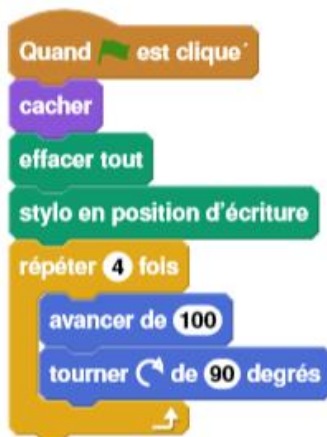 Quand est cliqué
cacher
effacer tout
stylo en position d'écriture
répéter 4 fois
avancer de 100
tourner de 90 degrés